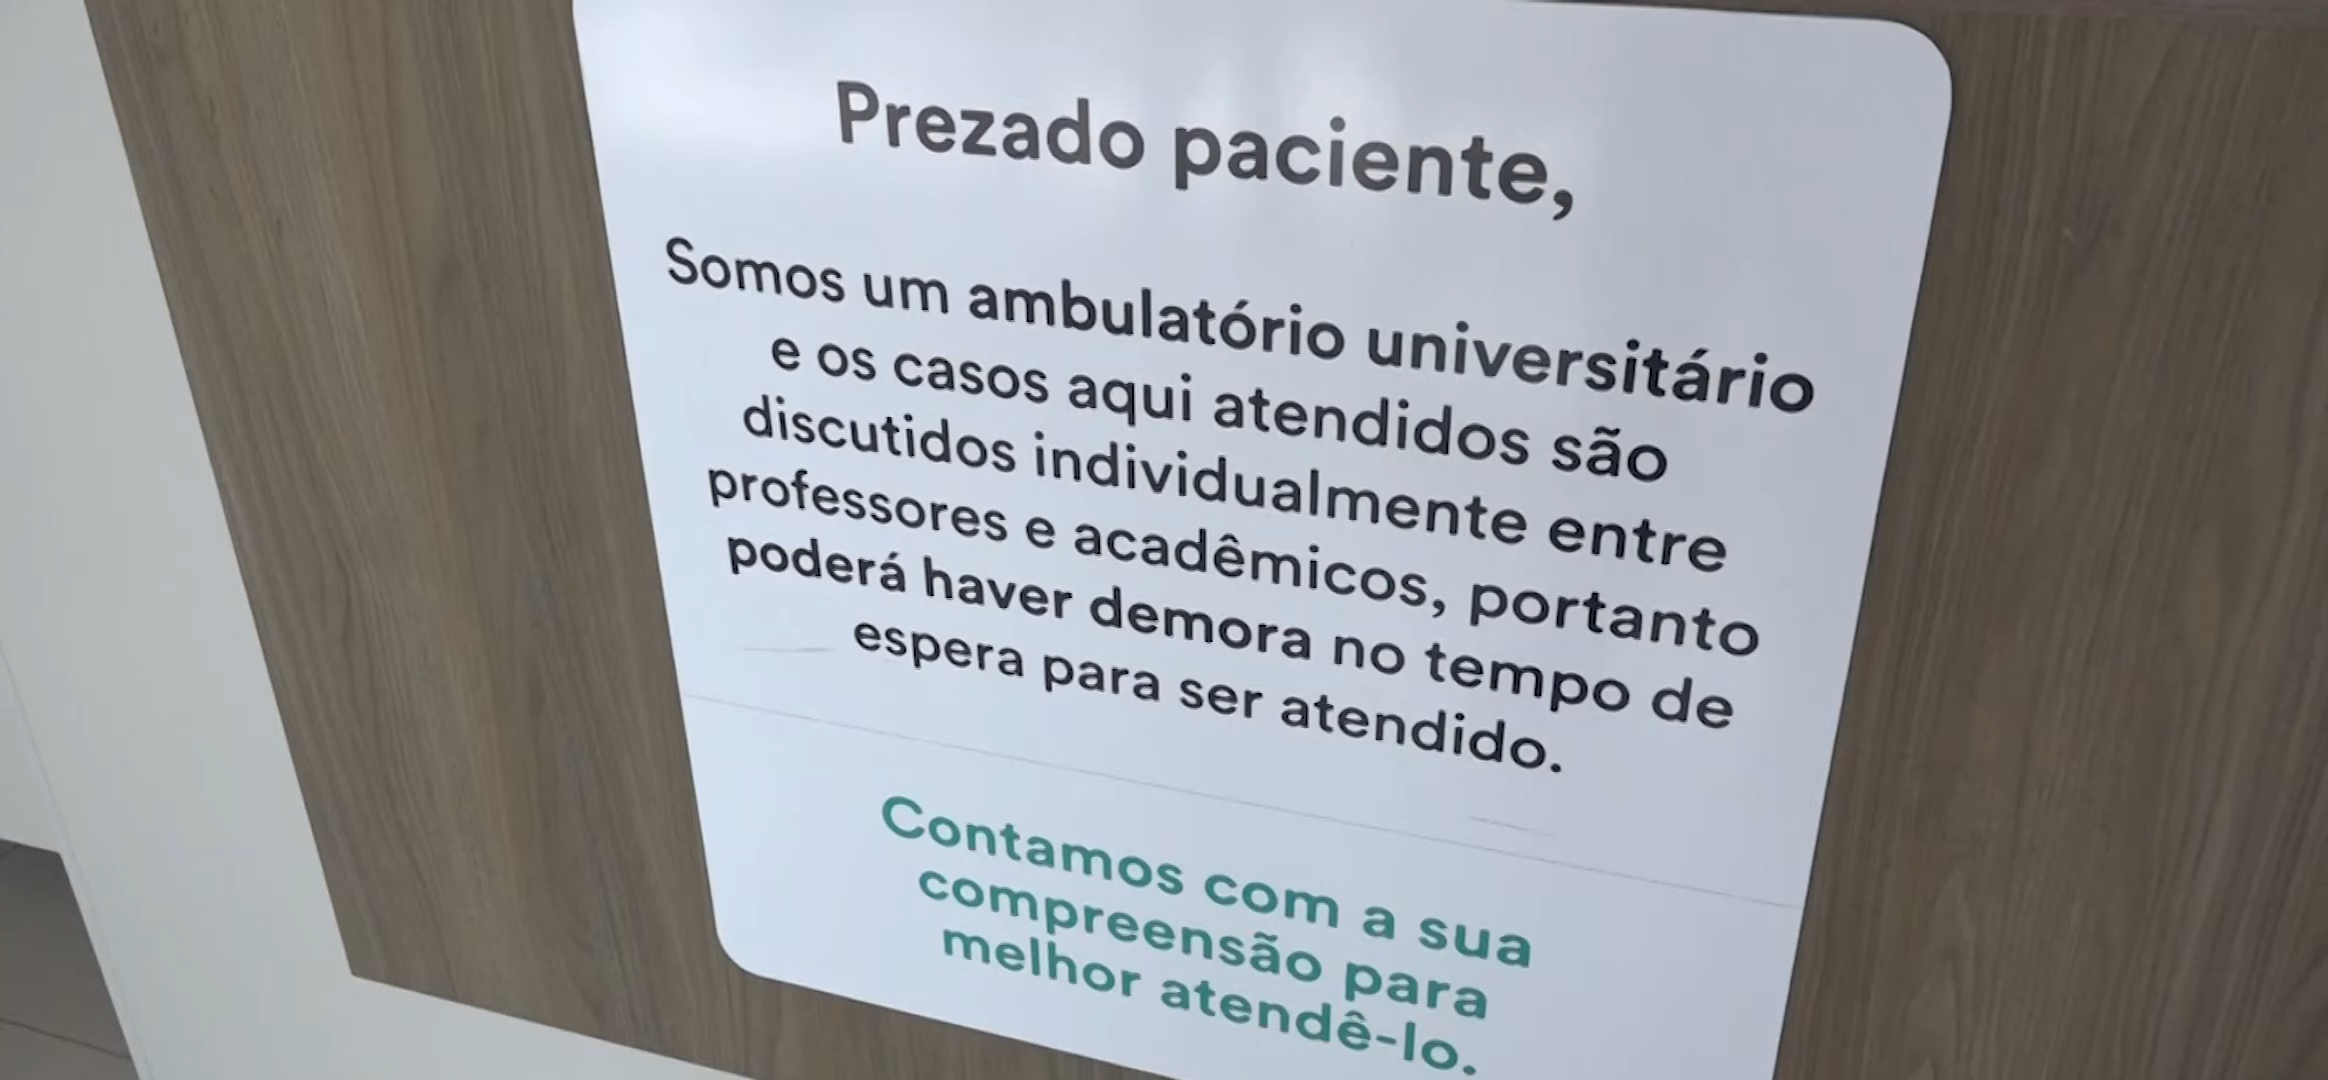 Prezado paciente,
Somos um ambulatório universitário
e os casos aqui atendidos são
discutidos individualmente entre
professores e acadêmicos, portanto
poderá haver demora no tempo de
espera para ser atendido.
Contamos com a sua
compreensão para
melhor atendê-lo.